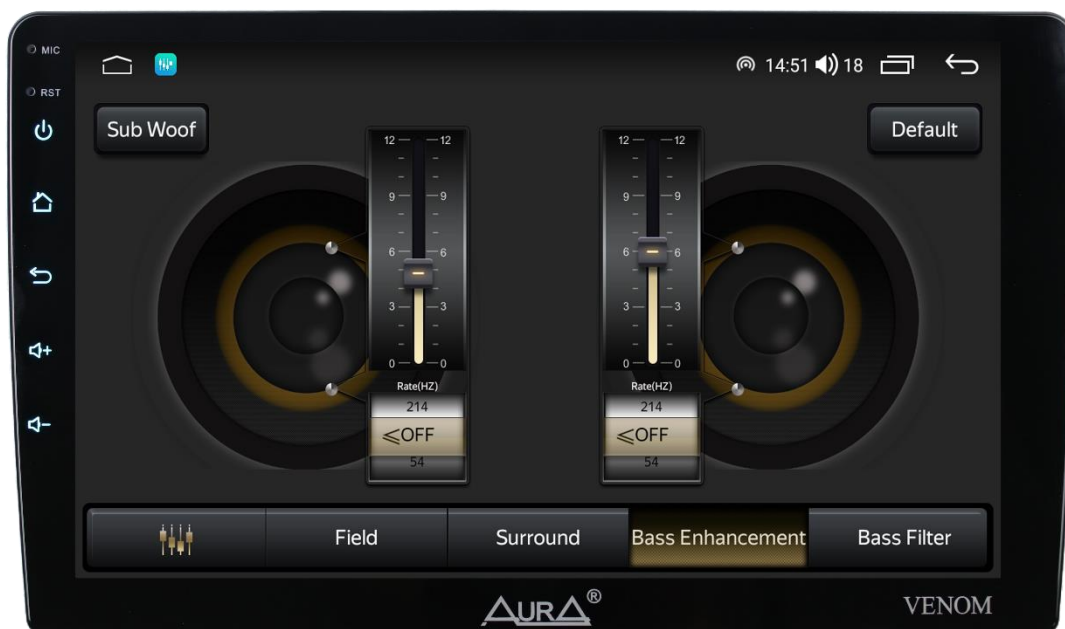 MIC
14:51 18
RST
Sub Woof
Default
12 12
9 9
6 6
3 3
0 0
Rate(HZ)
214
≤OFF
54
12 12
9 9
6 6
3 3
0 0
Rate(HZ)
214
≤OFF
54
Field
Surround
Bass Enhancement
Bass Filter
AURA®
VENOM